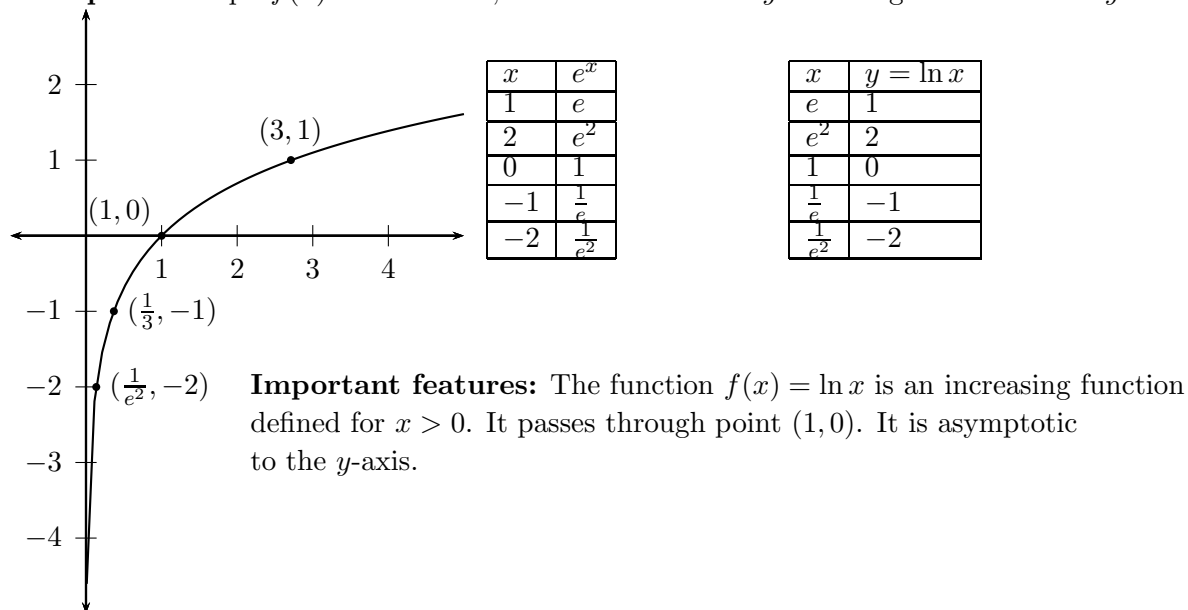 2
1
(3, 1)
(1, 0)
1 2 3 4
−1
(1/3, −1)
−2
(1/e², −2)
−3
−4
x eˣ
1 e
2 e²
0 1
−1 1/e
−2 1/e²
x y = ln x
e 1
e² 2
1 0
1/e −1
1/e² −2
Important features: The function f(x) = ln x is an increasing function
defined for x > 0. It passes through point (1, 0). It is asymptotic
to the y-axis.